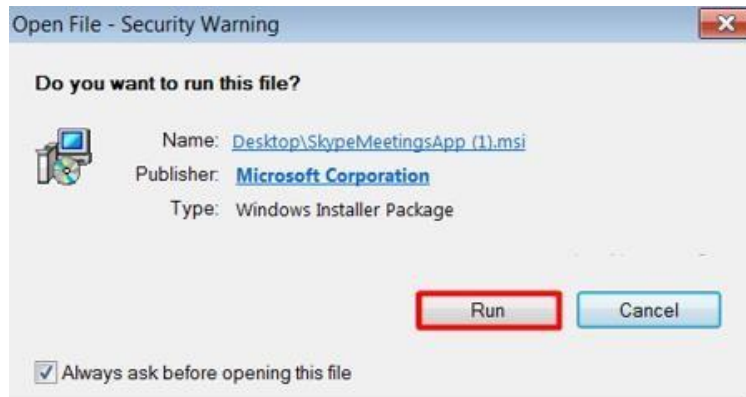 Open File - Security Warning
Do you want to run this file?
Name: Desktop\SkypeMeetingsApp (1).msi
Publisher: Microsoft Corporation
Type: Windows Installer Package
Run Cancel
Always ask before opening this file